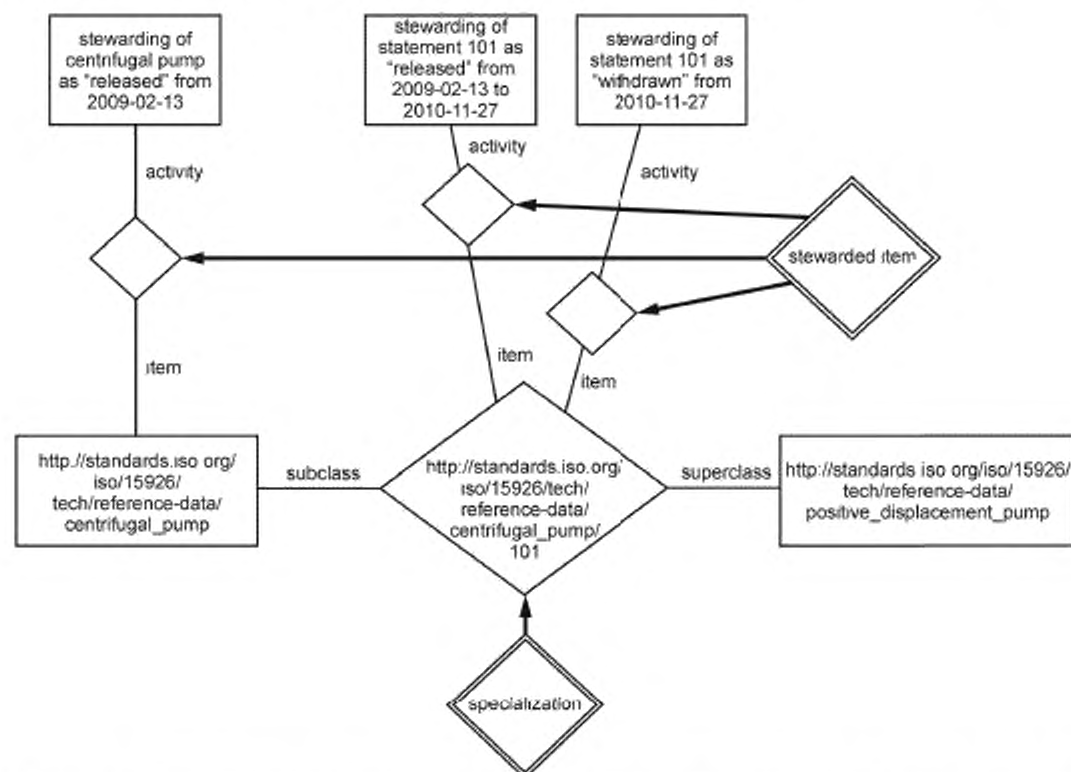 stewarding of
centrifugal pump
as "released" from
2009-02-13
stewarding of
statement 101 as
"released" from
2009-02-13 to
2010-11-27
stewarding of
statement 101 as
"withdrawn" from
2010-11-27
activity
activity
activity
stewarded item
item
item
item
http://standards.iso org/
iso/15926/
tech/reference-data/
centrifugal_pump
subclass
http://standards.iso.org/
iso/15926/tech/
reference-data/
centrifugal_pump/
101
superclass
http://standards iso org/iso/15926/
tech/reference-data/
positive_displacement_pump
specialization